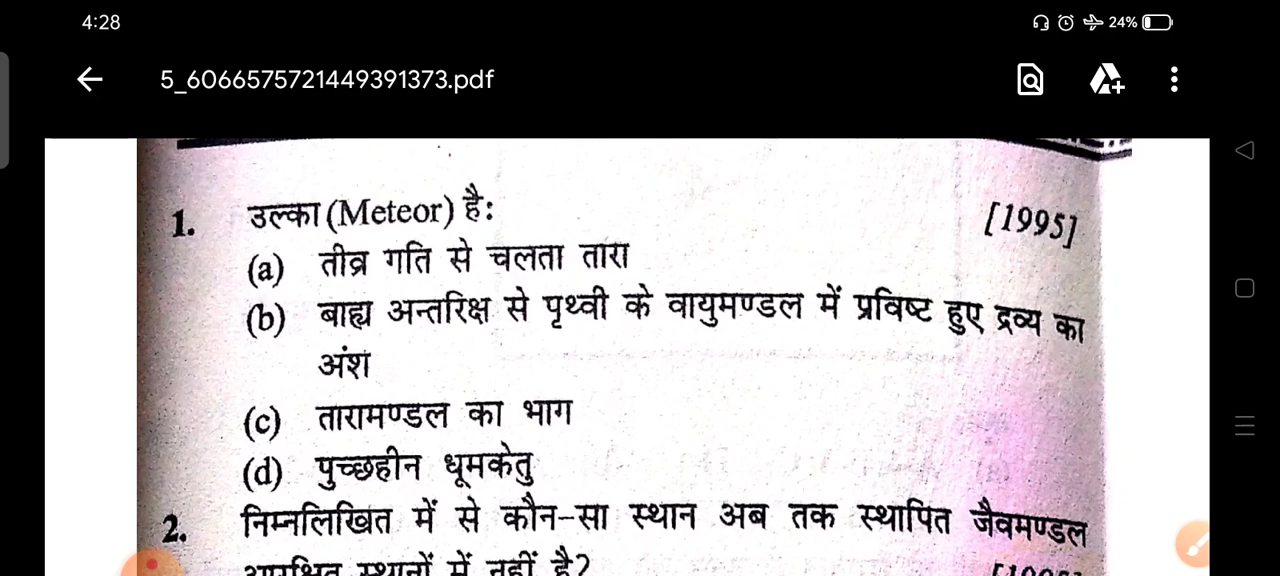 4:28
24%
5_6066575721449391373.pdf
1. उल्का (Meteor) है: [1995]
(a) तीव्र गति से चलता तारा
(b) बाह्य अन्तरिक्ष से पृथ्वी के वायुमण्डल में प्रविष्ट हुए द्रव्य का
अंश
(c) तारामण्डल का भाग
(d) पुच्छहीन धूमकेतु
2. निम्नलिखित में से कौन-सा स्थान अब तक स्थापित जैवमण्डल
स्थानों में नहीं है?